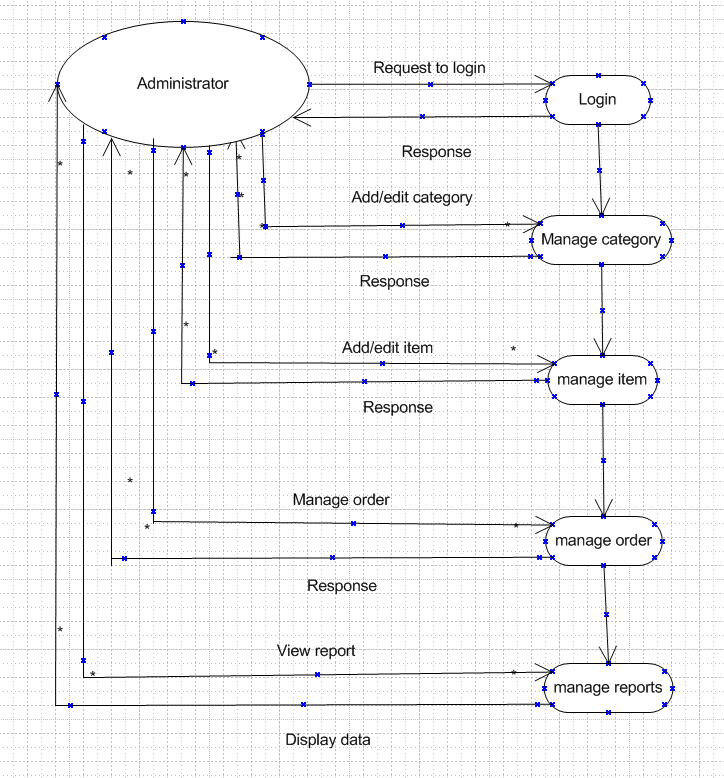 Administrator
Request to login
Login
Response
Add/edit category
Manage category
Response
Add/edit item
manage item
Response
Manage order
manage order
Response
View report
manage reports
Display data